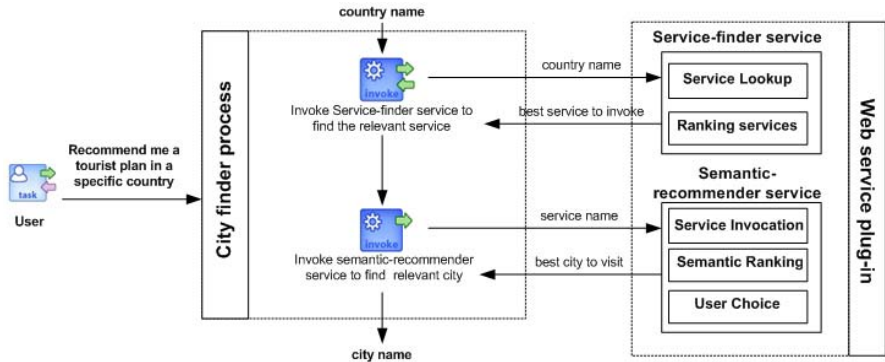 country name
Service-finder service
invoke
country name
Service Lookup
Invoke Service-finder service to
find the relevant service
best service to invoke
Ranking services
Recommend me a
tourist plan in a
specific country
task
User
City finder process
Semantic-
recommender service
service name
Service Invocation
invoke
Invoke semantic-recommender
service to find relevant city
best city to visit
Semantic Ranking
User Choice
city name
Web service plug-in